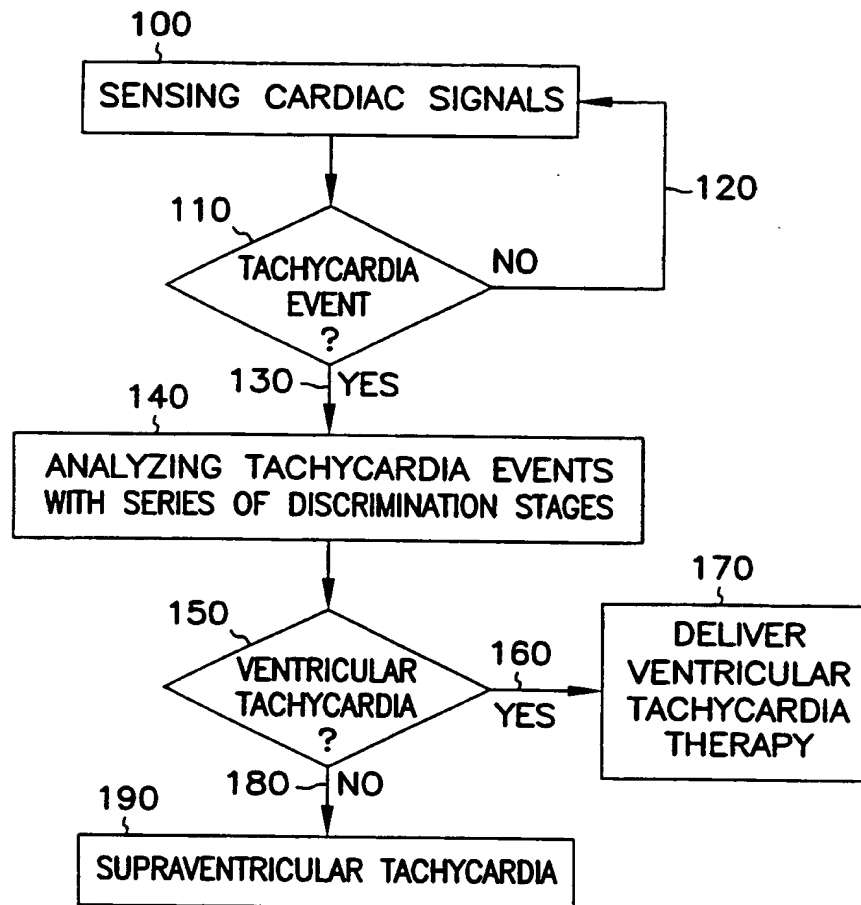 100
SENSING CARDIAC SIGNALS
120
110
TACHYCARDIA
EVENT
?
NO
130
YES
140
ANALYZING TACHYCARDIA EVENTS
WITH SERIES OF DISCRIMINATION STAGES
150
VENTRICULAR
TACHYCARDIA
?
160
YES
170
DELIVER
VENTRICULAR
TACHYCARDIA
THERAPY
180
NO
190
SUPRAVENTRICULAR TACHYCARDIA